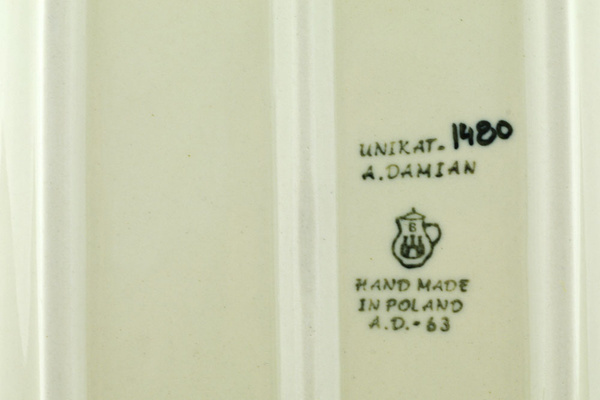 UNIKAT- 1480
A.DAMIAN
B
HAND MADE
IN POLAND
A.D.-63